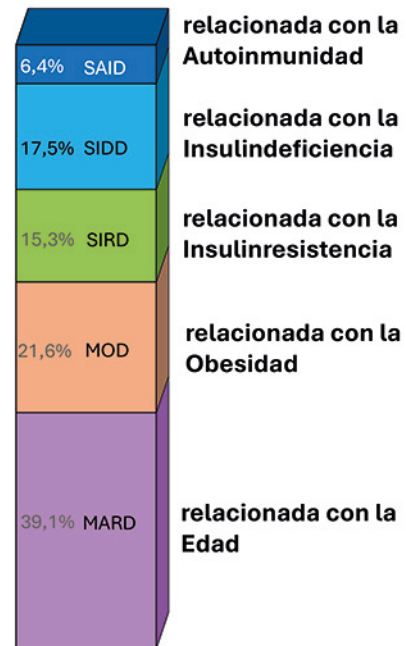 relacionada con la
Autoinmunidad
6,4% SAID
relacionada con la
Insulindeficiencia
17,5% SIDD
relacionada con la
Insulinresistencia
15,3% SIRD
relacionada con la
Obesidad
21,6% MOD
relacionada con la
Edad
39,1% MARD